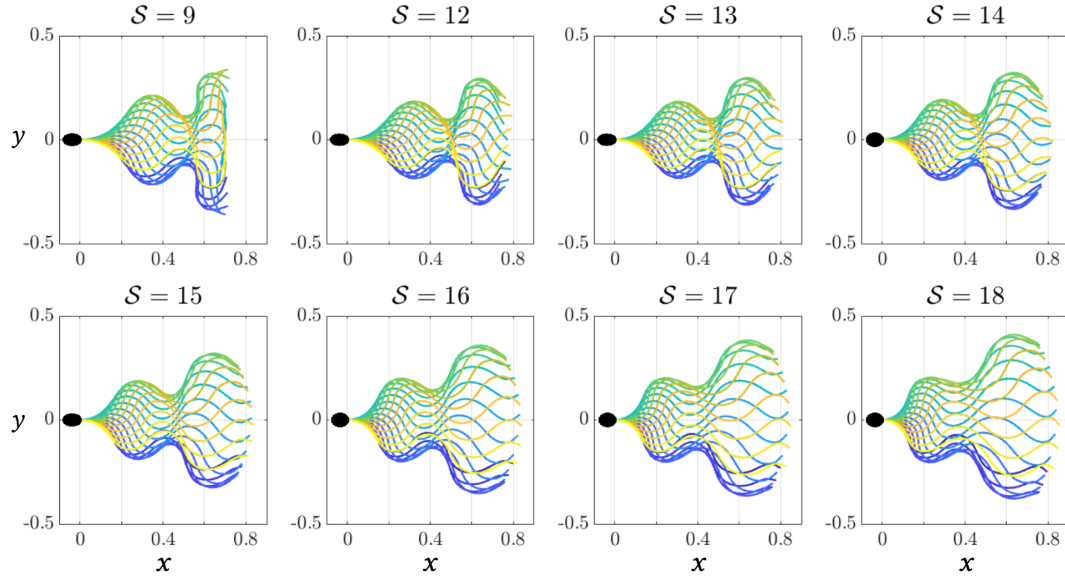 𝒮 = 9
𝒮 = 12
𝒮 = 13
𝒮 = 14
0.5 0.5 0.5 0.5
y 0 0 0 0
-0.5 -0.5 -0.5 -0.5
0 0.4 0.8 0 0.4 0.8 0 0.4 0.8 0 0.4 0.8
𝒮 = 15
𝒮 = 16
𝒮 = 17
𝒮 = 18
0.5 0.5 0.5 0.5
y 0 0 0 0
-0.5 -0.5 -0.5 -0.5
0 0.4 0.8 0 0.4 0.8 0 0.4 0.8 0 0.4 0.8
x x x x